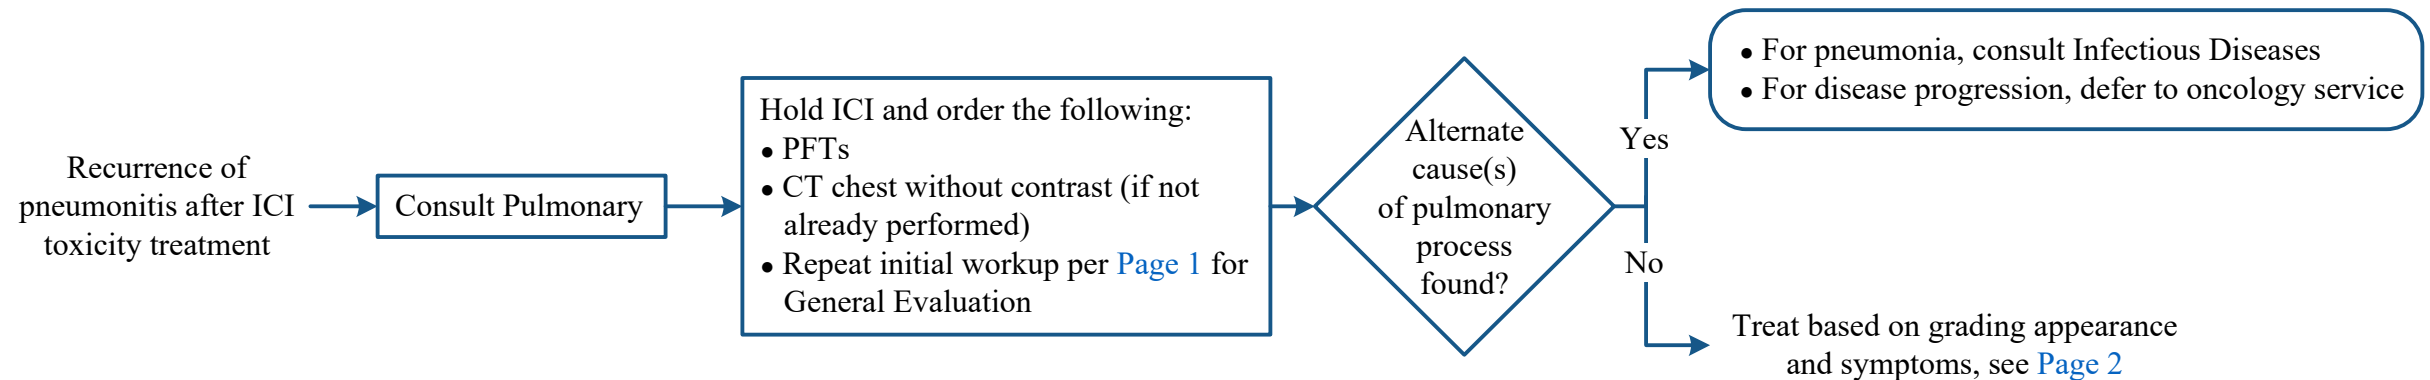 Recurrence of
pneumonitis after ICI
toxicity treatment
Consult Pulmonary
Hold ICI and order the following:
● PFTs
● CT chest without contrast (if not
already performed)
● Repeat initial workup per Page 1 for
General Evaluation
Alternate
cause(s)
of pulmonary
process
found?
Yes
● For pneumonia, consult Infectious Diseases
● For disease progression, defer to oncology service
No
Treat based on grading appearance
and symptoms, see Page 2